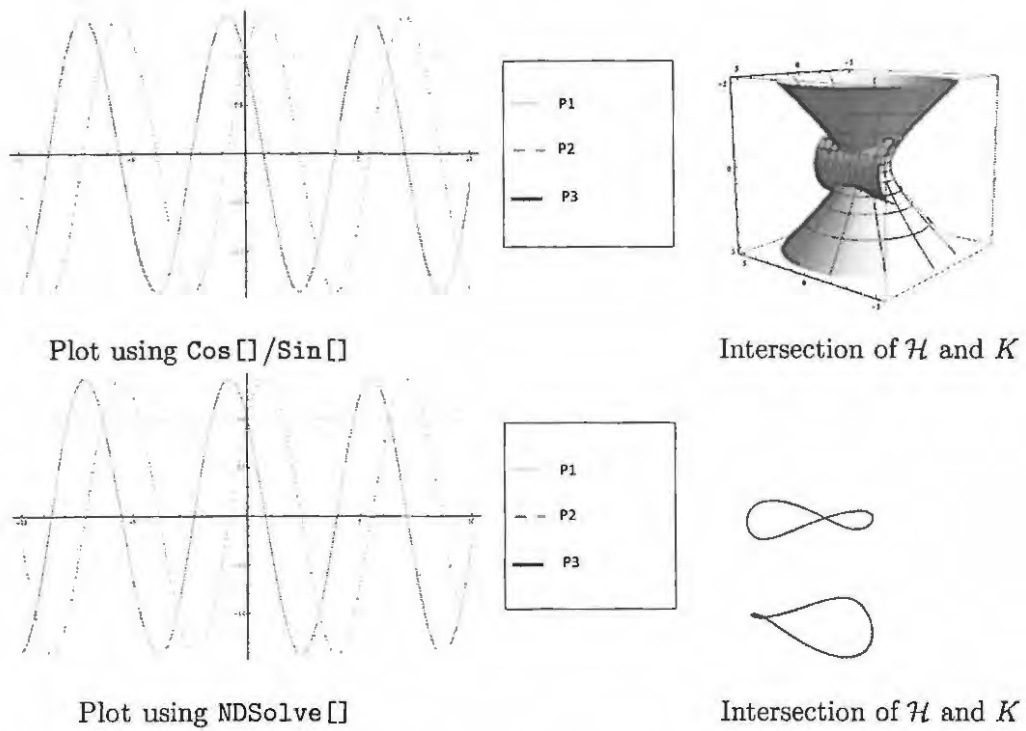 P1
P2
P3
Plot using Cos[]/Sin[]
Intersection of ℋ and K
P1
P2
P3
Plot using NDSolve[]
Intersection of ℋ and K